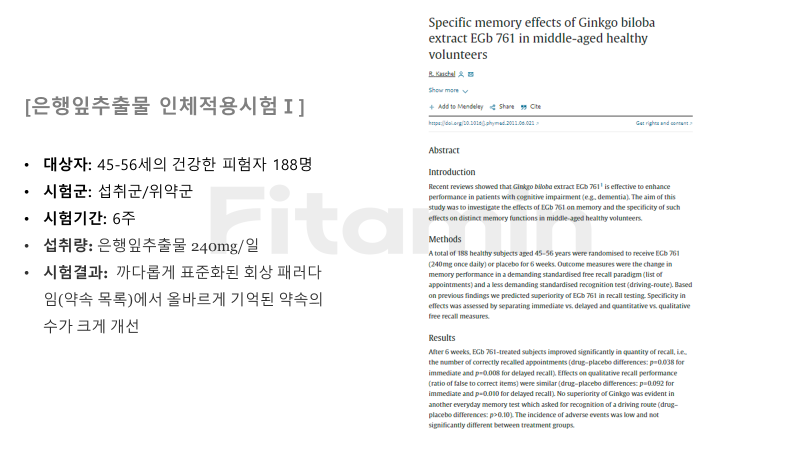 [은행잎추출물 인체적용시험 I ]
• 대상자: 45-56세의 건강한 피험자 188명
• 시험군: 섭취군/위약군
• 시험기간: 6주
• 섭취량: 은행잎추출물 240mg/일
• 시험결과: 까다롭게 표준화된 회상 패러다
임(약속 목록)에서 올바르게 기억된 약속의
수가 크게 개선
Fitamin
Specific memory effects of Ginkgo biloba
extract EGb 761 in middle-aged healthy
volunteers
R. Kaschel
Show more
+ Add to Mendeley Share Cite
https://doi.org/10.1016/j.phymed.2011.06.021
Get rights and content
Abstract
Introduction
Recent reviews showed that Ginkgo biloba extract EGb 761¹ is effective to enhance
performance in patients with cognitive impairment (e.g., dementia). The aim of this
study was to investigate the effects of EGb 761 on memory and the specificity of such
effects on distinct memory functions in middle-aged healthy volunteers.
Methods
A total of 188 healthy subjects aged 45–56 years were randomised to receive EGb 761
(240 mg once daily) or placebo for 6 weeks. Outcome measures were the change in
memory performance in a demanding standardised free recall paradigm (list of
appointments) and a less demanding standardised recognition test (driving-route). Based
on previous findings we predicted superiority of EGb 761 in recall testing. Specificity in
effects was assessed by separating immediate vs. delayed and quantitative vs. qualitative
free recall measures.
Results
After 6 weeks, EGb 761-treated subjects improved significantly in quantity of recall, i.e.,
the number of correctly recalled appointments (drug–placebo differences: p=0.038 for
immediate and p=0.008 for delayed recall). Effects on qualitative recall performance
(ratio of false to correct items) were similar (drug–placebo differences: p=0.092 for
immediate and p=0.010 for delayed recall). No superiority of Ginkgo was evident in
another everyday memory test which asked for recognition of a driving route (drug–
placebo differences: p>0.10). The incidence of adverse events was low and not
significantly different between treatment groups.